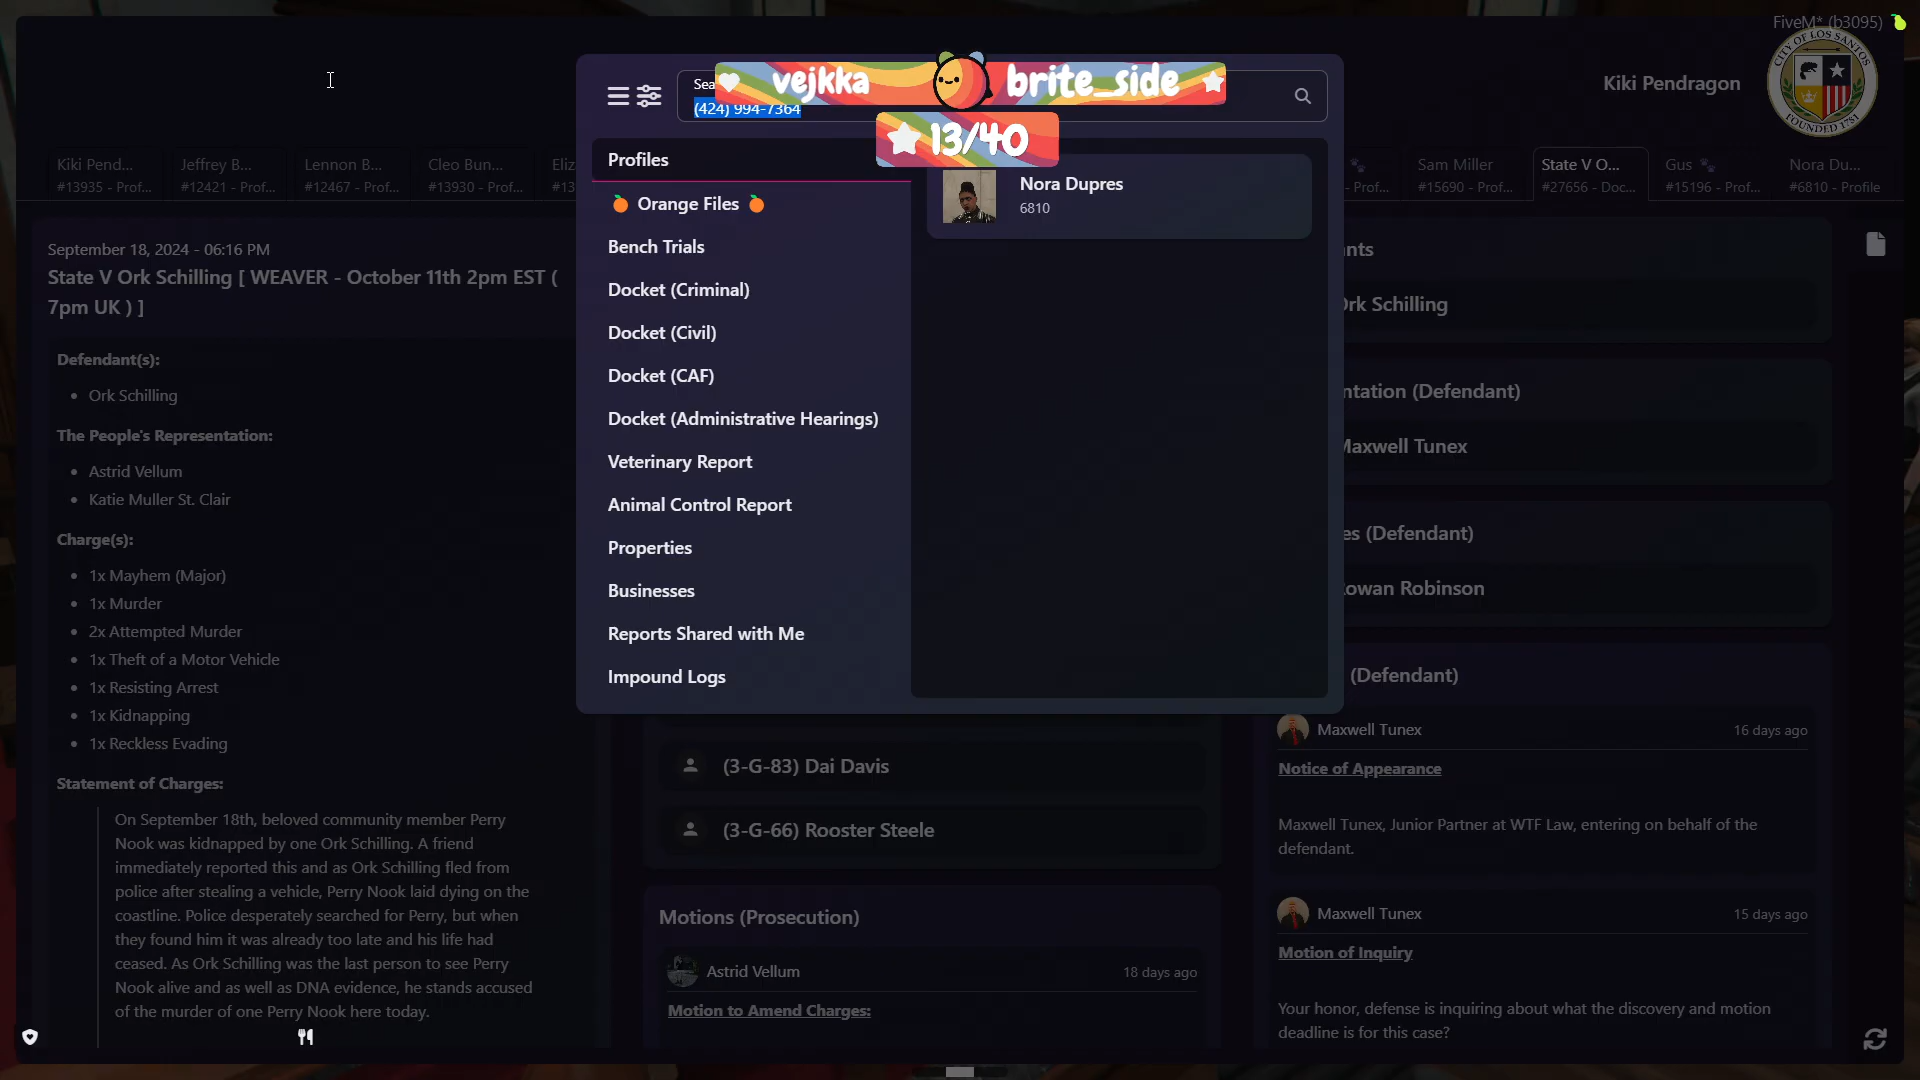 FiveM* (b3095)
Kiki Pendragon
CITY OF LOS SANTOS
FOUNDED 1781
vejkka
brite_side
13/40
Sea
(424) 994-7364
Kiki Pend...
#13935 - Prof...
Jeffrey B...
#12421 - Prof...
Lennon B...
#12467 - Prof...
Cleo Bun...
#13930 - Prof...
Eliz
#13
- Prof...
Sam Miller
#15690 - Prof...
State V O...
#27656 - Doc...
Gus
#15196 - Prof...
Nora Du...
#6810 - Profile
Profiles
Orange Files
Bench Trials
Docket (Criminal)
Docket (Civil)
Docket (CAF)
Docket (Administrative Hearings)
Veterinary Report
Animal Control Report
Properties
Businesses
Reports Shared with Me
Impound Logs
Nora Dupres
6810
September 18, 2024 - 06:16 PM
State V Ork Schilling [ WEAVER - October 11th 2pm EST (
7pm UK ) ]
Defendant(s):
Ork Schilling
The People's Representation:
Astrid Vellum
Katie Muller St. Clair
Charge(s):
1x Mayhem (Major)
1x Murder
2x Attempted Murder
1x Theft of a Motor Vehicle
1x Resisting Arrest
1x Kidnapping
1x Reckless Evading
Statement of Charges:
On September 18th, beloved community member Perry
Nook was kidnapped by one Ork Schilling. A friend
immediately reported this and as Ork Schilling fled from
police after stealing a vehicle, Perry Nook laid dying on the
coastline. Police desperately searched for Perry, but when
they found him it was already too late and his life had
ceased. As Ork Schilling was the last person to see Perry
Nook alive and as well as DNA evidence, he stands accused
of the murder of one Perry Nook here today.
(3-G-83) Dai Davis
(3-G-66) Rooster Steele
Motions (Prosecution)
Astrid Vellum
18 days ago
Motion to Amend Charges:
nts
Ork Schilling
ntation (Defendant)
Maxwell Tunex
es (Defendant)
Rowan Robinson
(Defendant)
Maxwell Tunex
16 days ago
Notice of Appearance
Maxwell Tunex, Junior Partner at WTF Law, entering on behalf of the
defendant.
Maxwell Tunex
15 days ago
Motion of Inquiry
Your honor, defense is inquiring about what the discovery and motion
deadline is for this case?